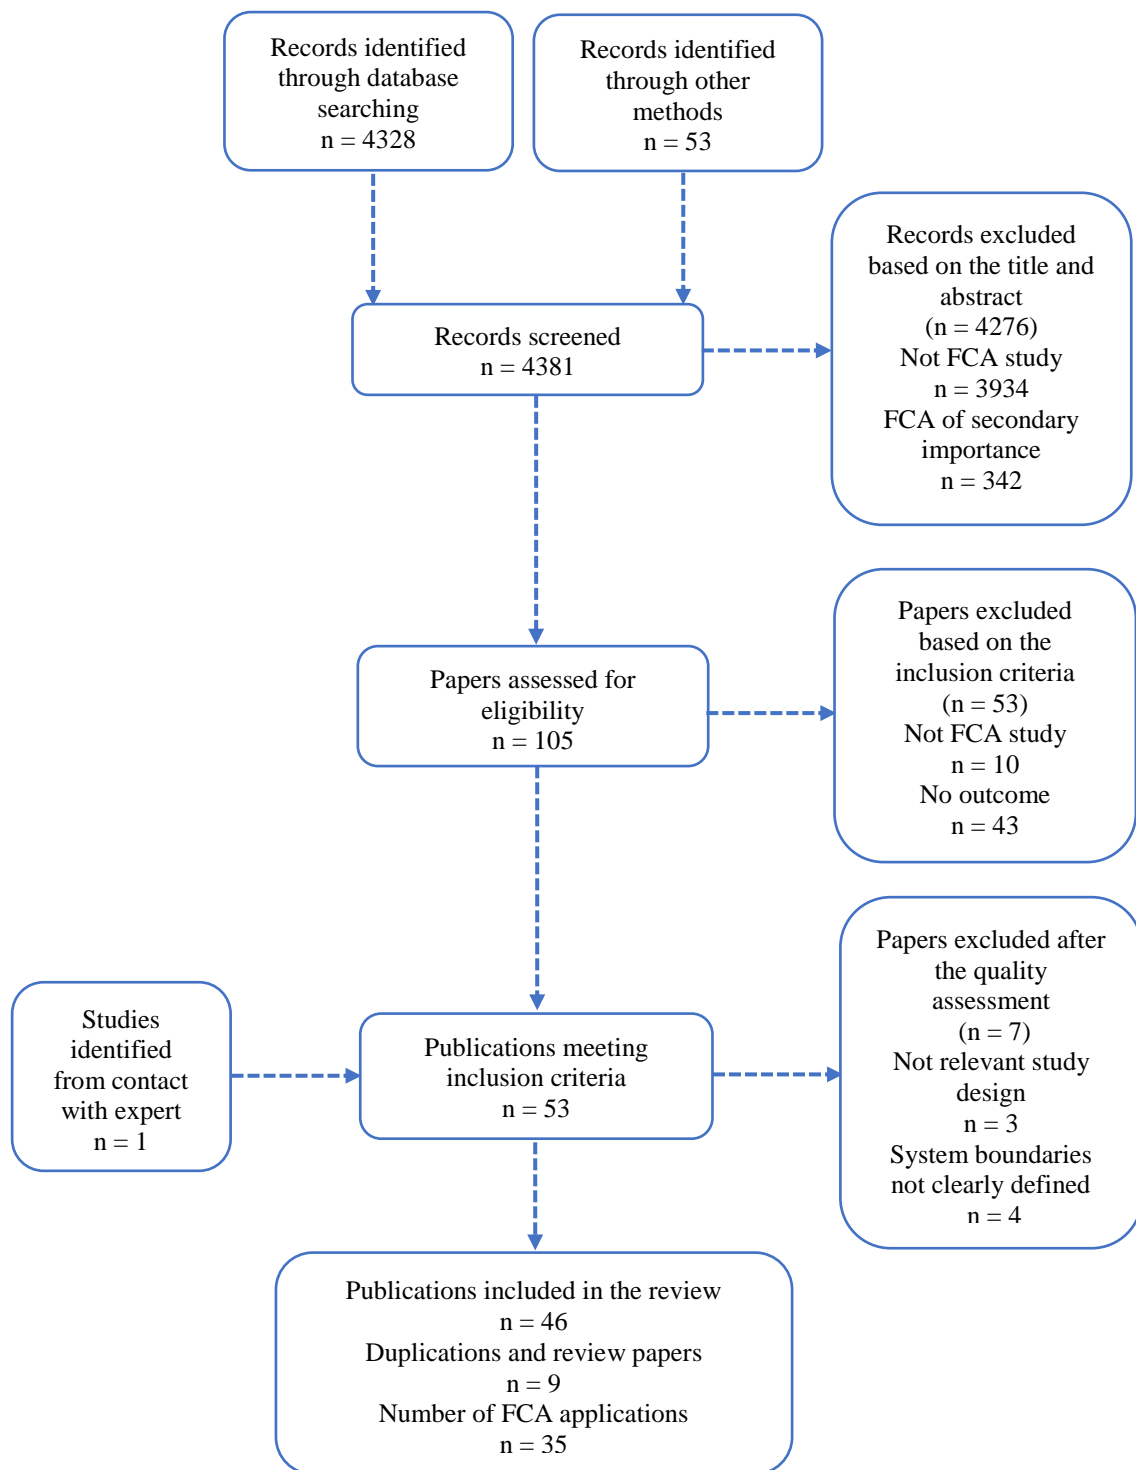 Records identified
through database
searching
n = 4328
Records identified
through other
methods
n = 53
Records excluded
based on the title and
abstract
(n = 4276)
Not FCA study
n = 3934
FCA of secondary
importance
n = 342
Records screened
n = 4381
Papers excluded
based on the
inclusion criteria
(n = 53)
Not FCA study
n = 10
No outcome
n = 43
Papers assessed for
eligibility
n = 105
Papers excluded after
the quality
assessment
(n = 7)
Not relevant study
design
n = 3
System boundaries
not clearly defined
n = 4
Studies
identified
from contact
with expert
n = 1
Publications meeting
inclusion criteria
n = 53
Publications included in the review
n = 46
Duplications and review papers
n = 9
Number of FCA applications
n = 35